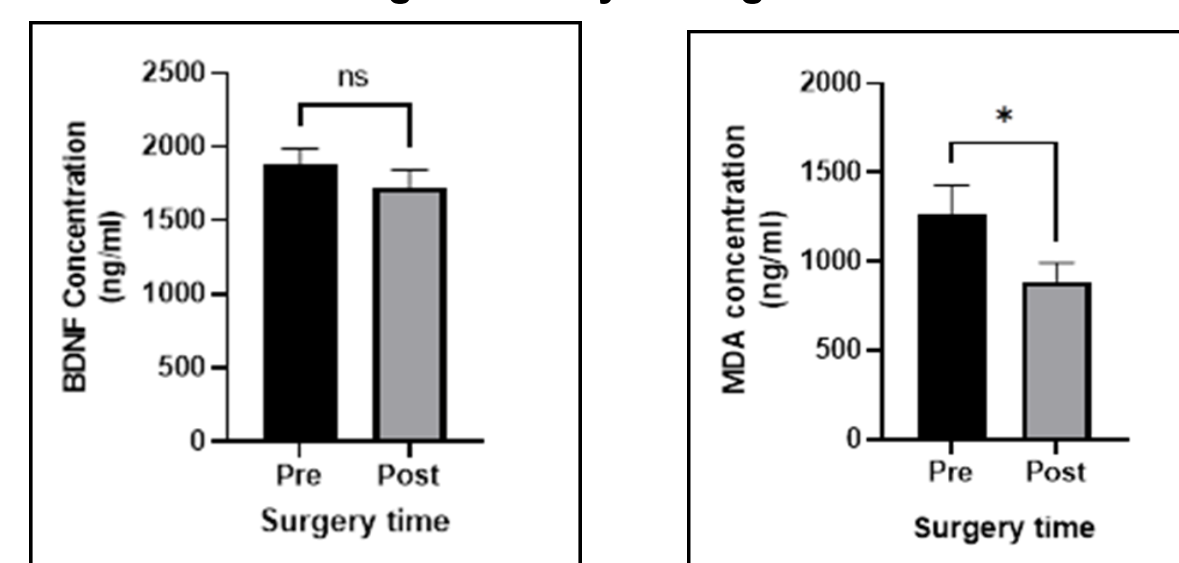 2500
ns
2000
1500
1000
500
0
BDNF Concentration
(ng/ml)
Pre Post
Surgery time
2000
*
1500
1000
500
0
MDA concentration
(ng/ml)
Pre Post
Surgery time